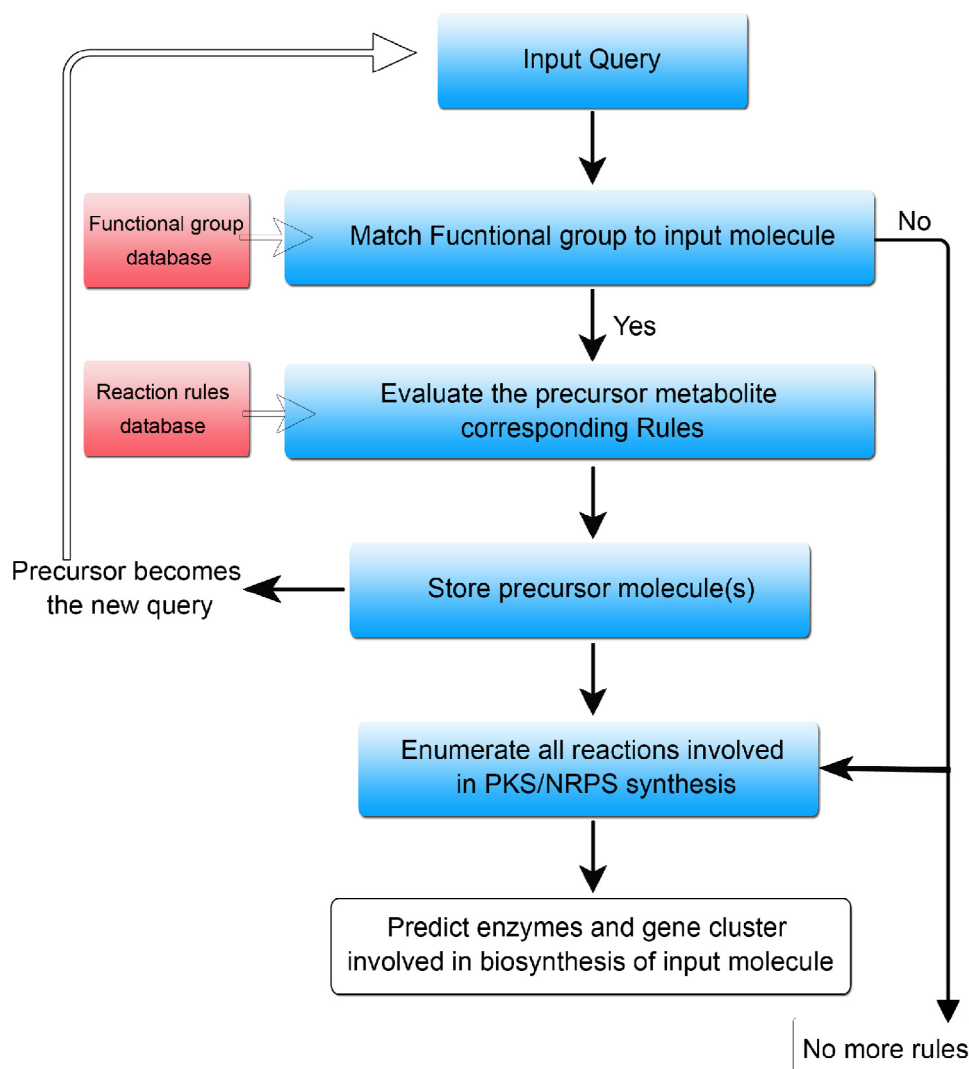 Input Query
Functional group
database
Match Fucntional group to input molecule
No
Yes
Reaction rules
database
Evaluate the precursor metabolite
corresponding Rules
Precursor becomes
the new query
Store precursor molecule(s)
Enumerate all reactions involved
in PKS/NRPS synthesis
Predict enzymes and gene cluster
involved in biosynthesis of input molecule
No more rules